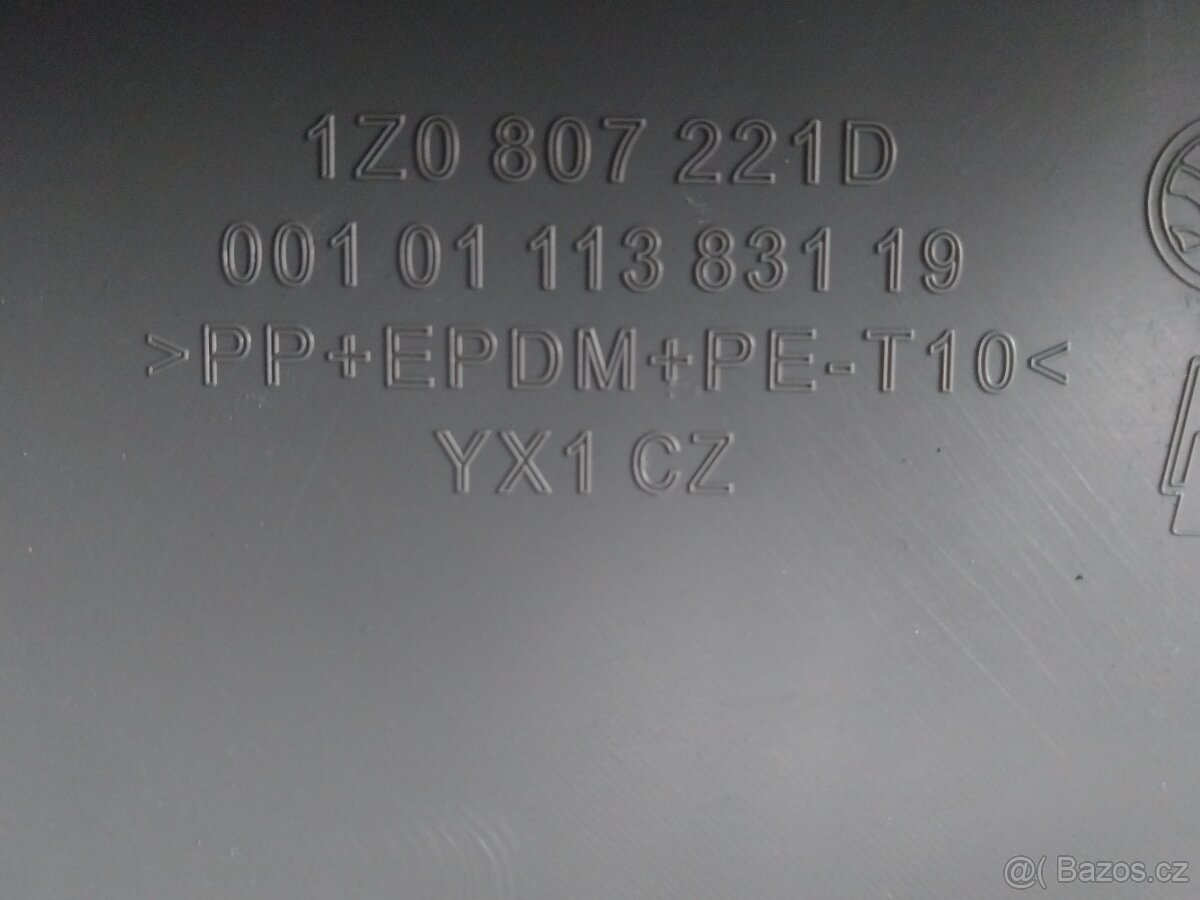 1Z0 807 221D
001 01 113 831 19
>PP+EPDM+PE-T10<
YX1 CZ
@( Bazos.cz